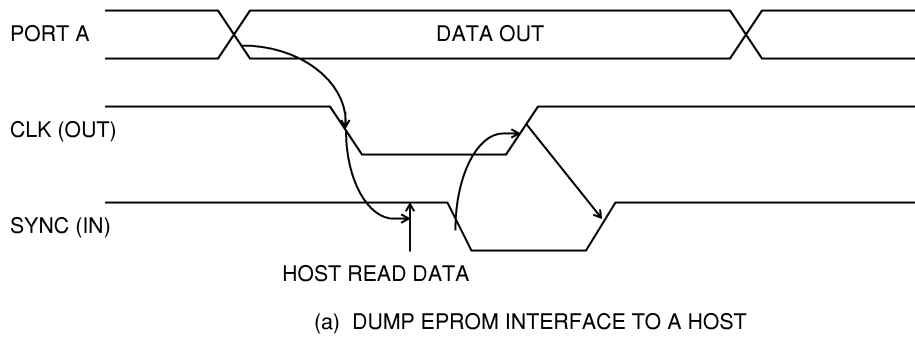 PORT A
DATA OUT
CLK (OUT)
SYNC (IN)
HOST READ DATA
(a) DUMP EPROM INTERFACE TO A HOST